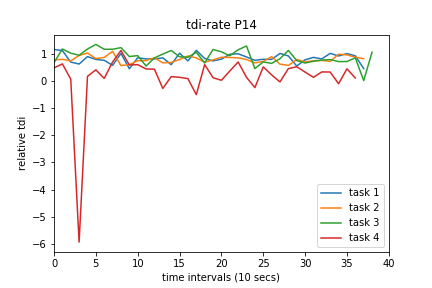 tdi-rate P14
relative tdi
1
0
−1
−2
−3
−4
−5
−6
0 5 10 15 20 25 30 35 40
time intervals (10 secs)
task 1
task 2
task 3
task 4